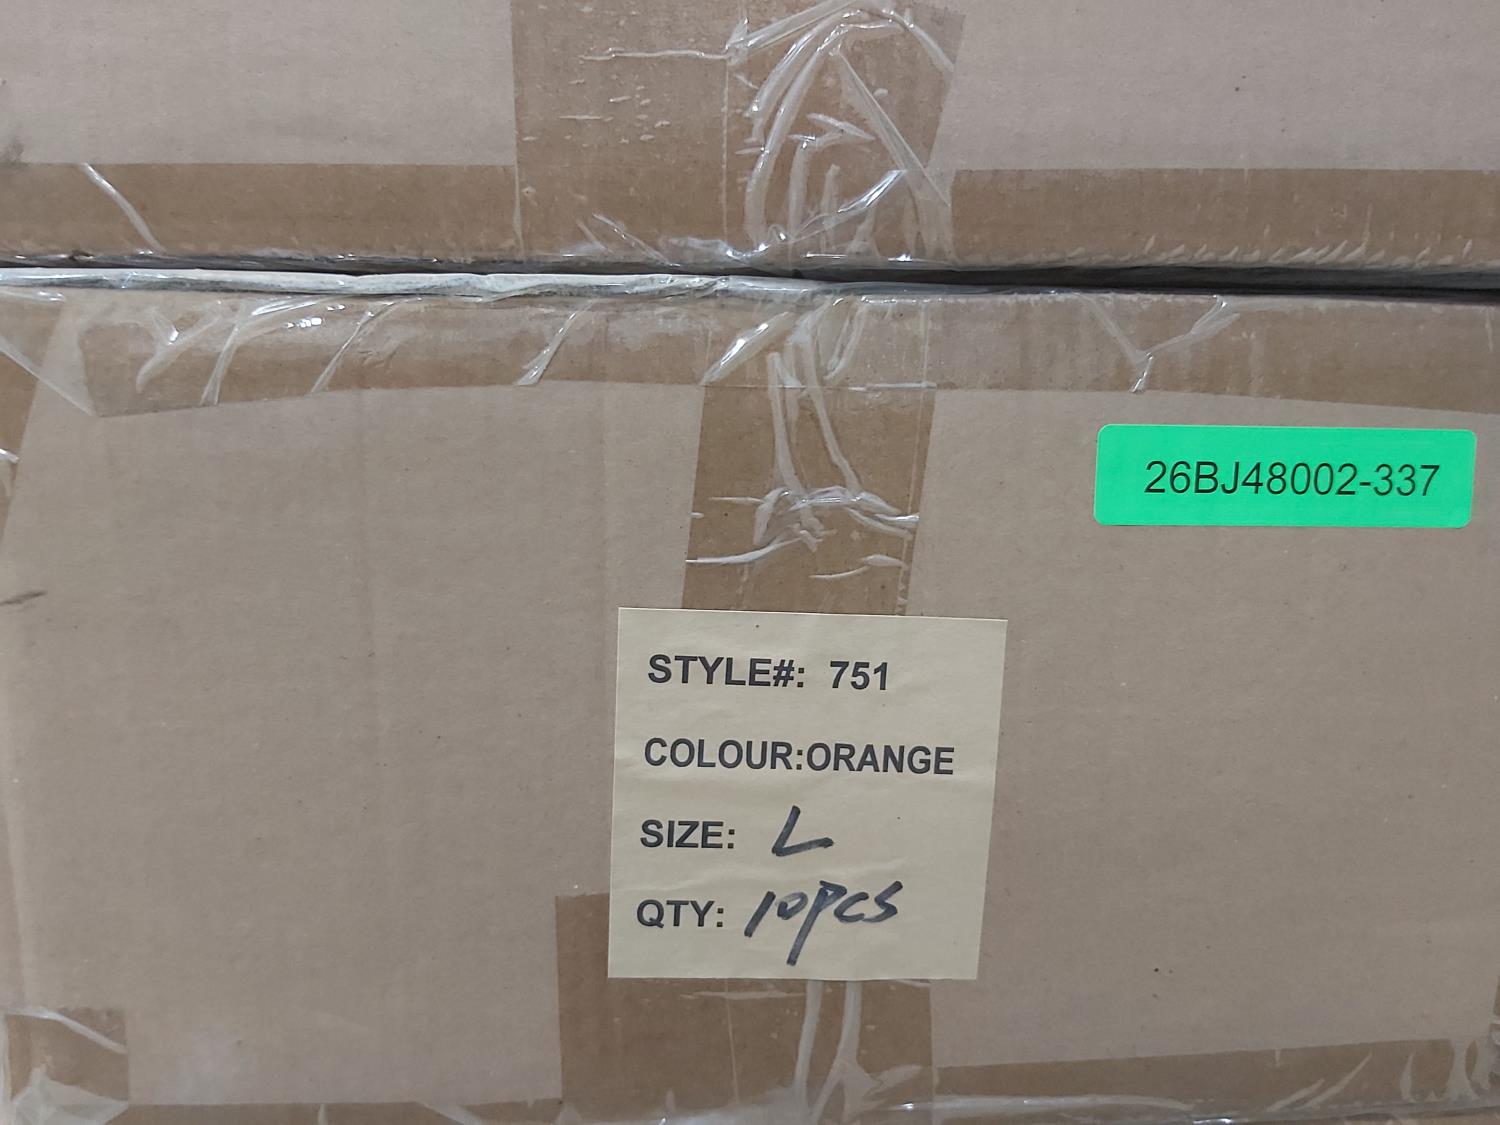 26BJ48002-337
STYLE#: 751
COLOUR:ORANGE
SIZE: L
QTY: 10PCS